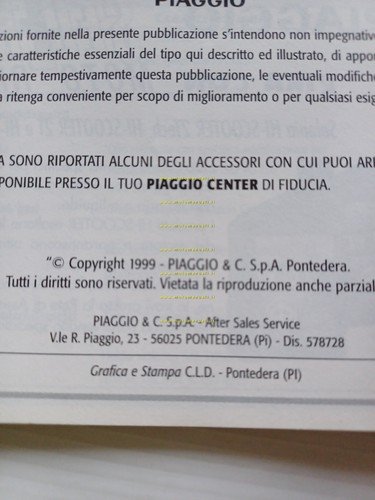 PIAGGIO
zioni fornite nella presente pubblicazione s'intendono non impegnative
e caratteristiche essenziali del tipo qui descritto ed illustrato, di appor
iornare tempestivamente questa pubblicazione, le eventuali modifiche
a ritenga conveniente per scopo di miglioramento o per qualsiasi esig
A SONO RIPORTATI ALCUNI DEGLI ACCESSORI CON CUI PUOI ARR
PONIBILE PRESSO IL TUO PIAGGIO CENTER DI FIDUCIA.
"© Copyright 1999 - PIAGGIO & C. S.p.A. Pontedera.
Tutti i diritti sono riservati. Vietata la riproduzione anche parzial
PIAGGIO & C. S.p.A. - After Sales Service
V.le R. Piaggio, 23 - 56025 PONTEDERA (Pi) - Dis. 578728
Grafica e Stampa C.L.D. - Pontedera (PI)